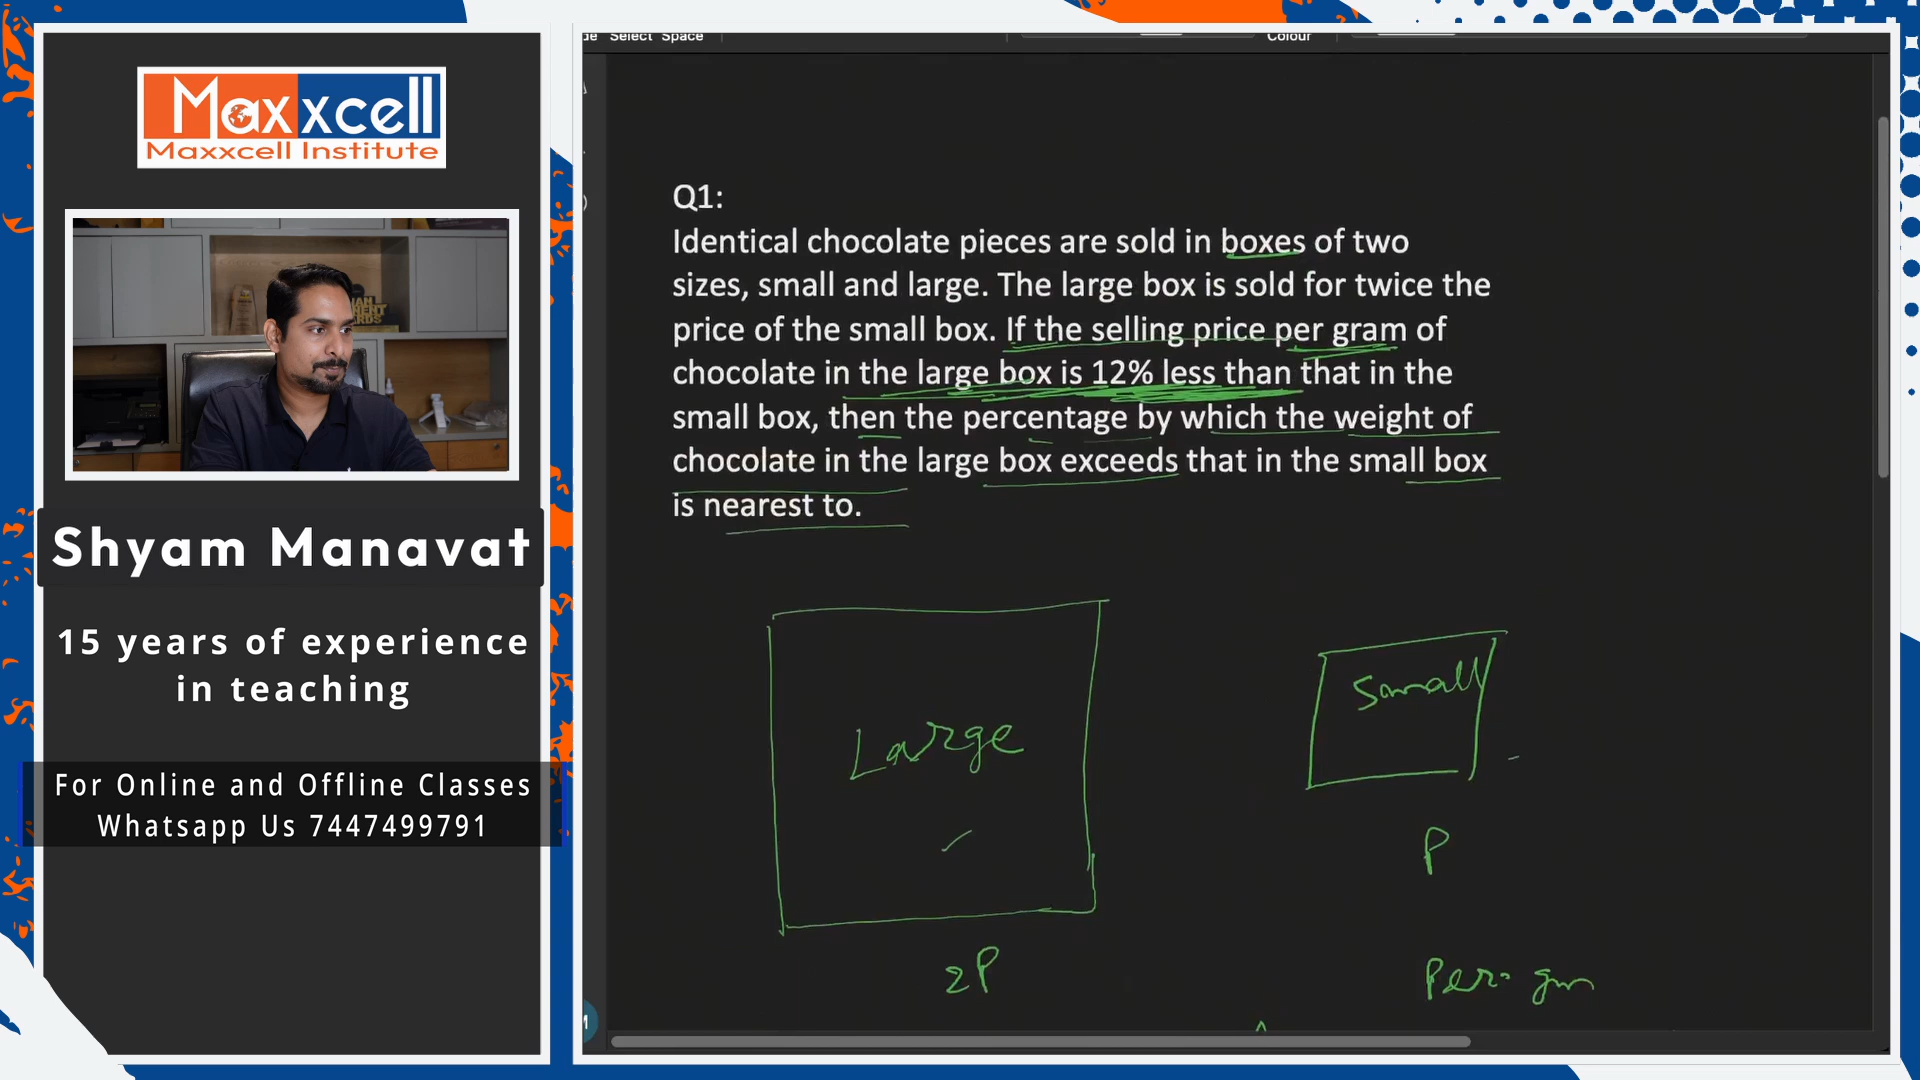 Maxxcell
Maxxcell Institute
Shyam Manavat
15 years of experience
in teaching
For Online and Offline Classes
Whatsapp Us 7447499791
Select Space
Colour
Q1:
Identical chocolate pieces are sold in boxes of two
sizes, small and large. The large box is sold for twice the
price of the small box. If the selling price per gram of
chocolate in the large box is 12% less than that in the
small box, then the percentage by which the weight of
chocolate in the large box exceeds that in the small box
is nearest to.
Large
Small
P
2P
Per gm